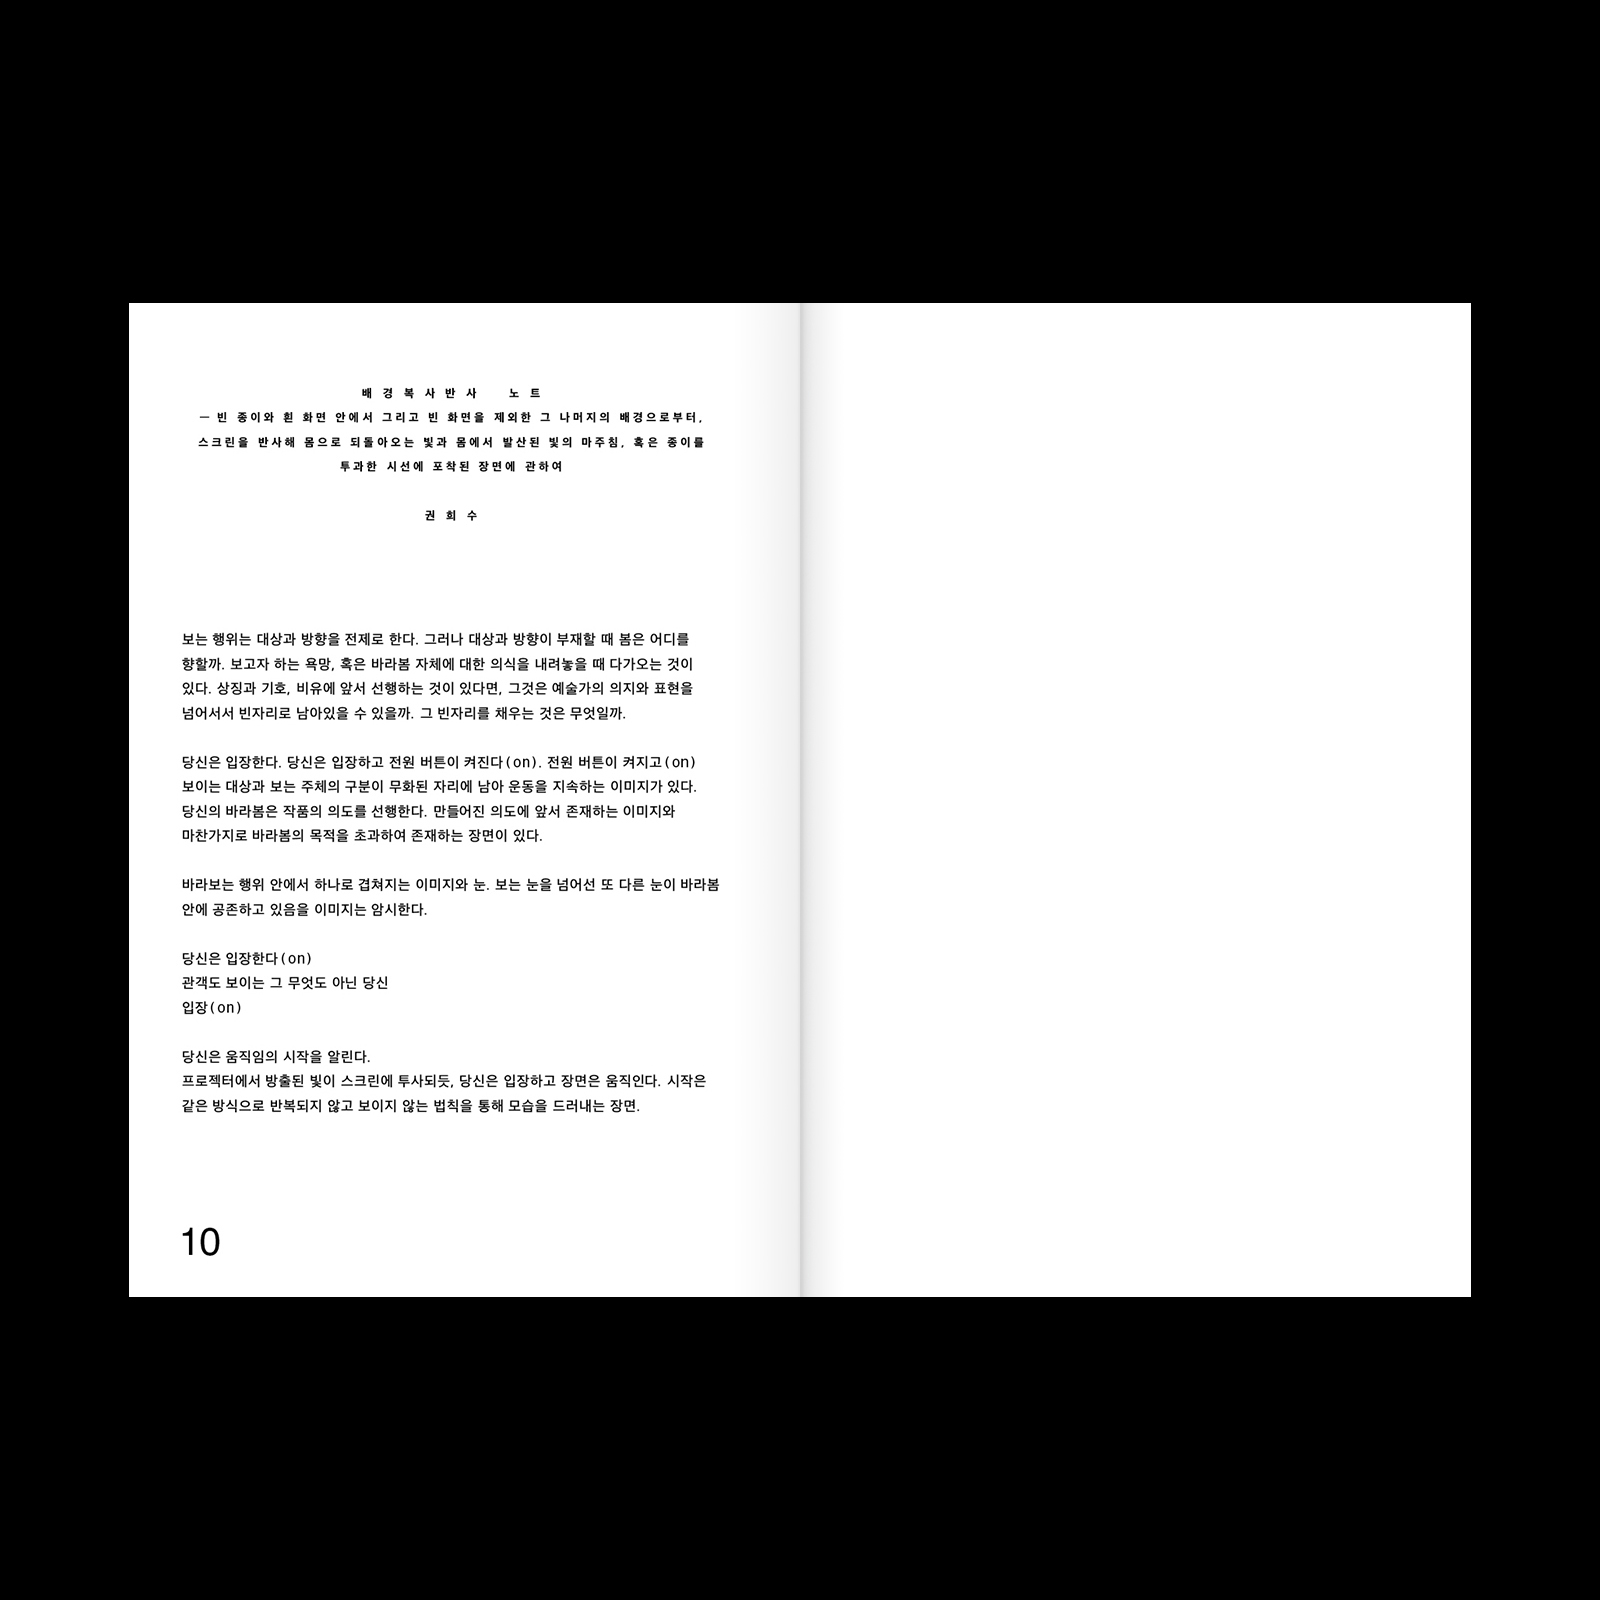 배경복사반사 노트
— 빈 종이와 흰 화면 안에서 그리고 빈 화면을 제외한 그 나머지의 배경으로부터,
스크린을 반사해 몸으로 되돌아오는 빛과 몸에서 발산된 빛의 마주침, 혹은 종이를
투과한 시선에 포착된 장면에 관하여
권희수
보는 행위는 대상과 방향을 전제로 한다. 그러나 대상과 방향이 부재할 때 봄은 어디를
향할까. 보고자 하는 욕망, 혹은 바라봄 자체에 대한 의식을 내려놓을 때 다가오는 것이
있다. 상징과 기호, 비유에 앞서 선행하는 것이 있다면, 그것은 예술가의 의지와 표현을
넘어서서 빈자리로 남아있을 수 있을까. 그 빈자리를 채우는 것은 무엇일까.
당신은 입장한다. 당신은 입장하고 전원 버튼이 켜진다(on). 전원 버튼이 켜지고(on)
보이는 대상과 보는 주체의 구분이 무화된 자리에 남아 운동을 지속하는 이미지가 있다.
당신의 바라봄은 작품의 의도를 선행한다. 만들어진 의도에 앞서 존재하는 이미지와
마찬가지로 바라봄의 목적을 초과하여 존재하는 장면이 있다.
바라보는 행위 안에서 하나로 겹쳐지는 이미지와 눈. 보는 눈을 넘어선 또 다른 눈이 바라봄
안에 공존하고 있음을 이미지는 암시한다.
당신은 입장한다(on)
관객도 보이는 그 무엇도 아닌 당신
입장(on)
당신은 움직임의 시작을 알린다.
프로젝터에서 방출된 빛이 스크린에 투사되듯, 당신은 입장하고 장면은 움직인다. 시작은
같은 방식으로 반복되지 않고 보이지 않는 법칙을 통해 모습을 드러내는 장면.
10